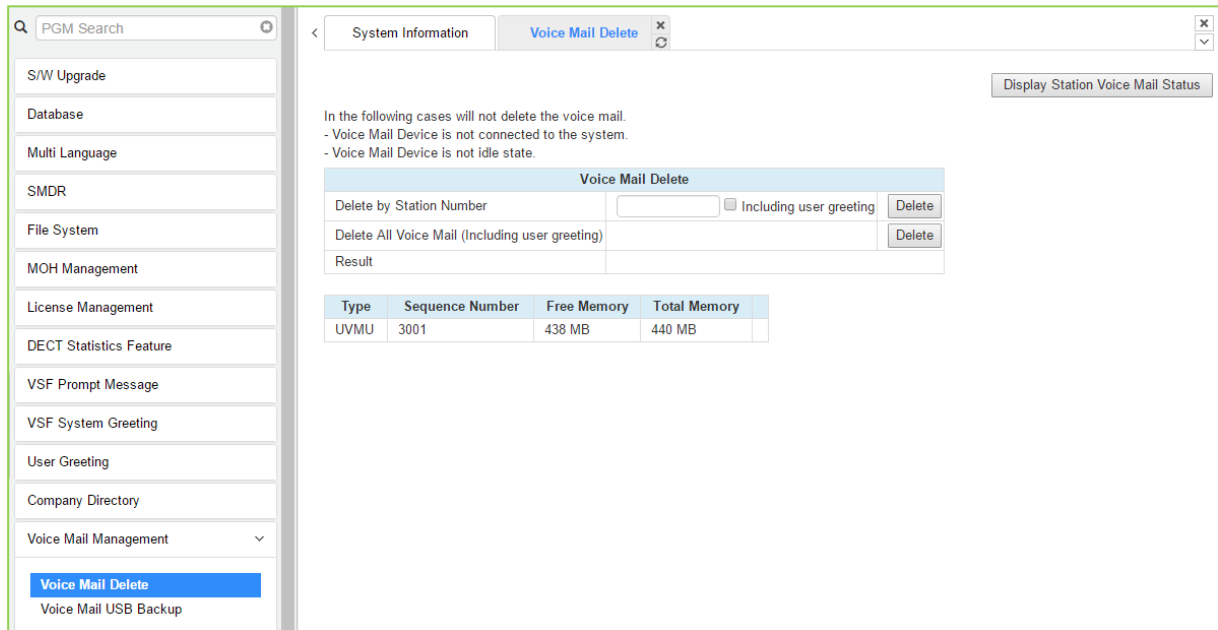 PGM Search
S/W Upgrade
Database
Multi Language
SMDR
File System
MOH Management
License Management
DECT Statistics Feature
VSF Prompt Message
VSF System Greeting
User Greeting
Company Directory
Voice Mail Management
Voice Mail Delete
Voice Mail USB Backup
System Information Voice Mail Delete
Display Station Voice Mail Status
In the following cases will not delete the voice mail.
- Voice Mail Device is not connected to the system.
- Voice Mail Device is not idle state.
Voice Mail Delete
Delete by Station Number Including user greeting Delete
Delete All Voice Mail (Including user greeting) Delete
Result
Type Sequence Number Free Memory Total Memory
UVMU 3001 438 MB 440 MB